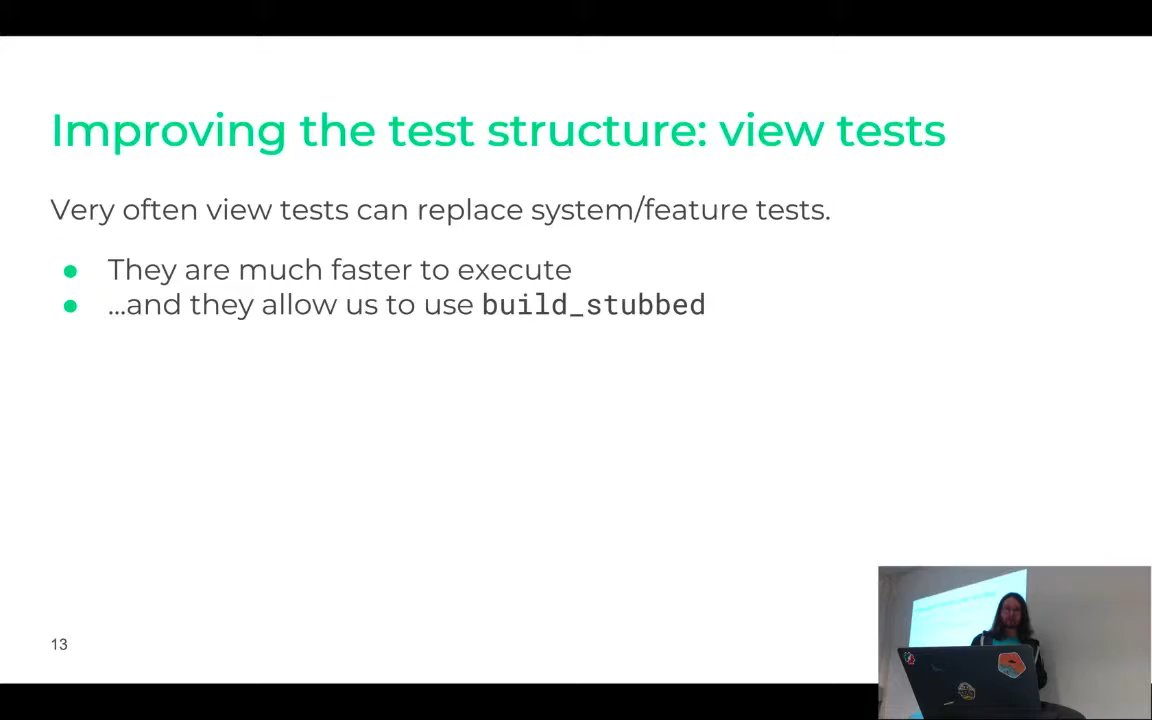 Improving the test structure: view tests
Very often view tests can replace system/feature tests.
● They are much faster to execute
● ...and they allow us to use build_stubbed
13